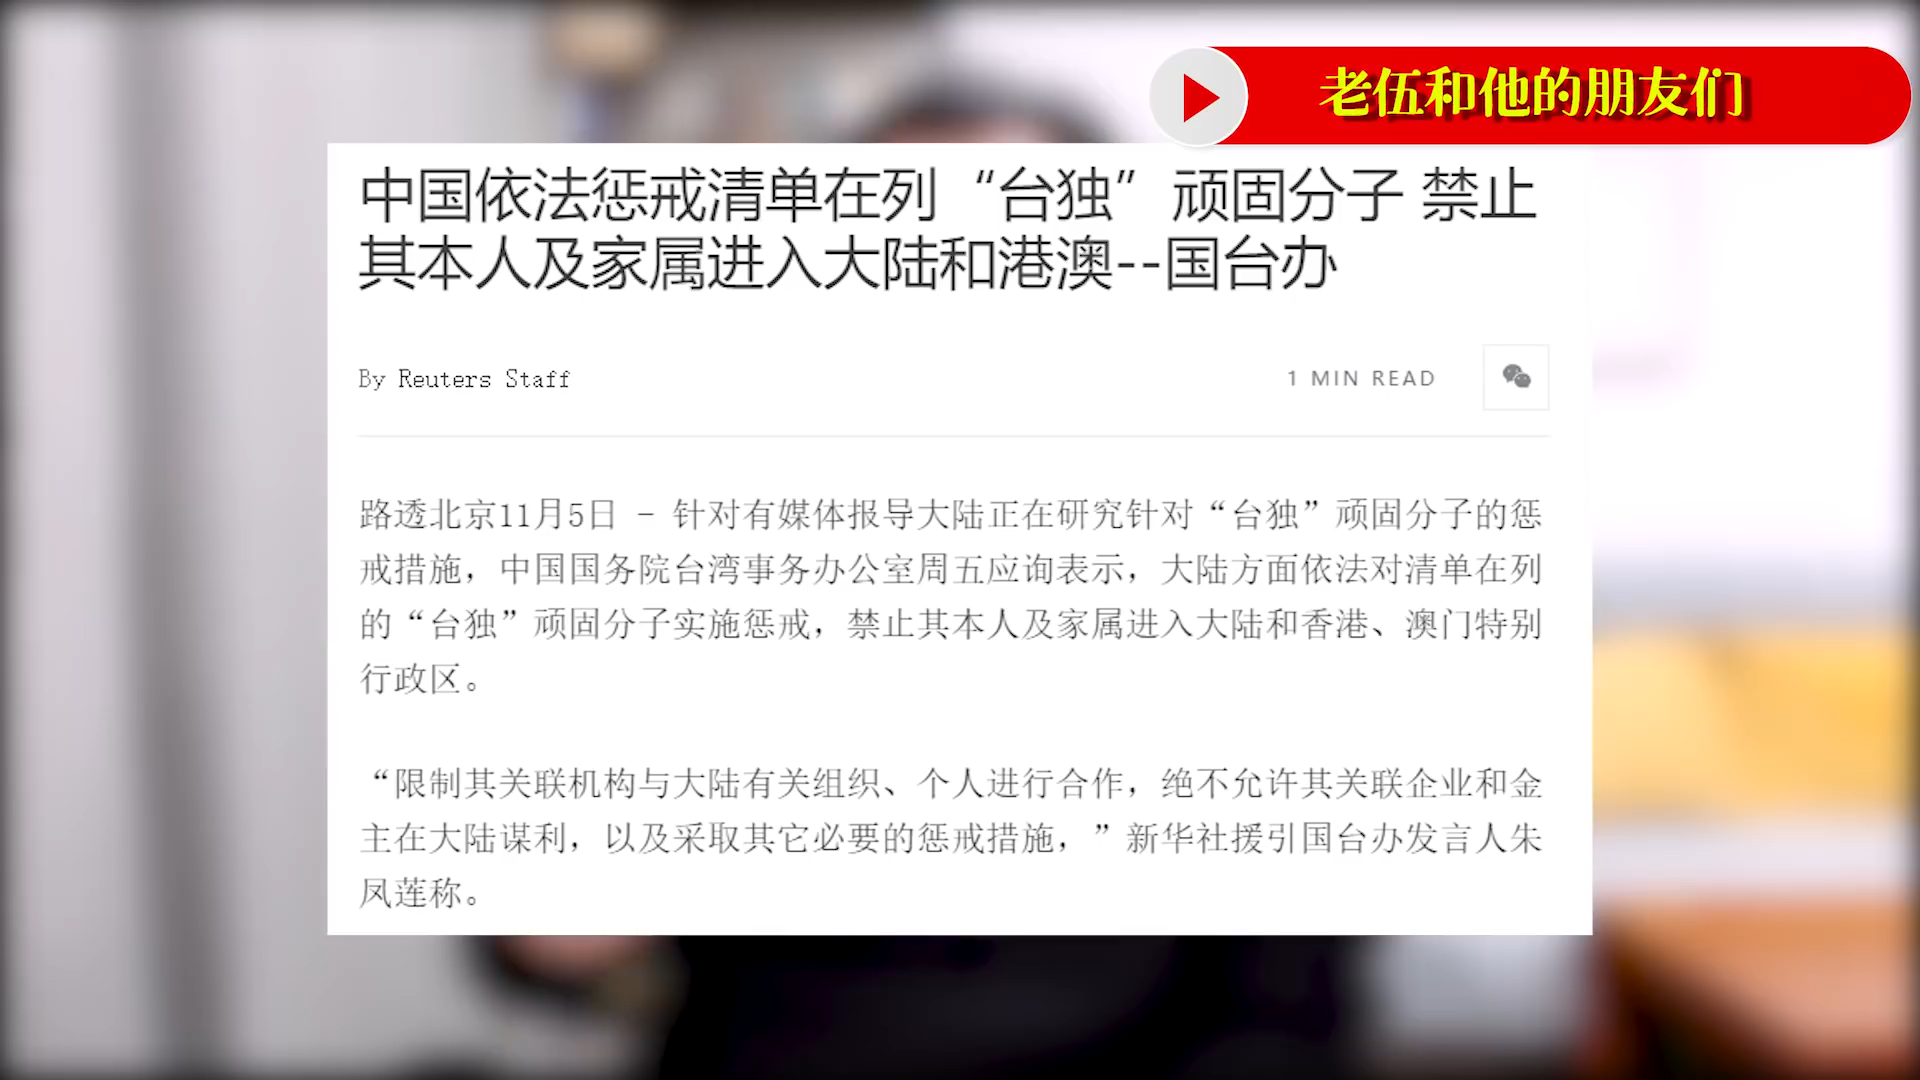 老伍和他的朋友们
中国依法惩戒清单在列“台独”顽固分子 禁止
其本人及家属进入大陆和港澳--国台办
By Reuters Staff
1 MIN READ
路透北京11月5日 - 针对有媒体报导大陆正在研究针对“台独”顽固分子的惩
戒措施，中国国务院台湾事务办公室周五应询表示，大陆方面依法对清单在列
的“台独”顽固分子实施惩戒，禁止其本人及家属进入大陆和香港、澳门特别
行政区。
“限制其关联机构与大陆有关组织、个人进行合作，绝不允许其关联企业和金
主在大陆谋利，以及采取其它必要的惩戒措施，”新华社援引国台办发言人朱
凤莲称。